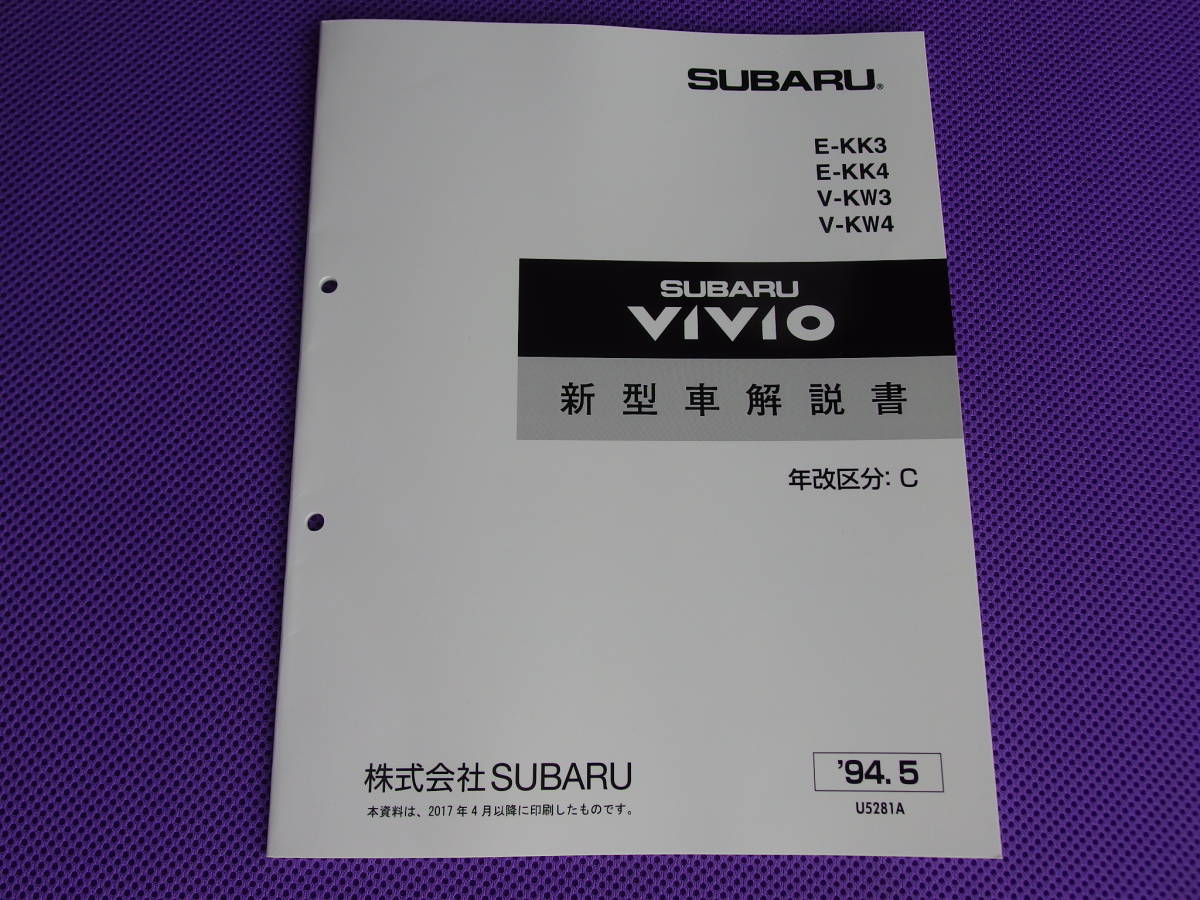 SUBARU®
E-KK3
E-KK4
V-KW3
V-KW4
SUBARU
VIVIO
新型車解説書
年改区分: C
株式会社SUBARU
本資料は、2017年4月以降に印刷したものです。
'94.5
U5281A